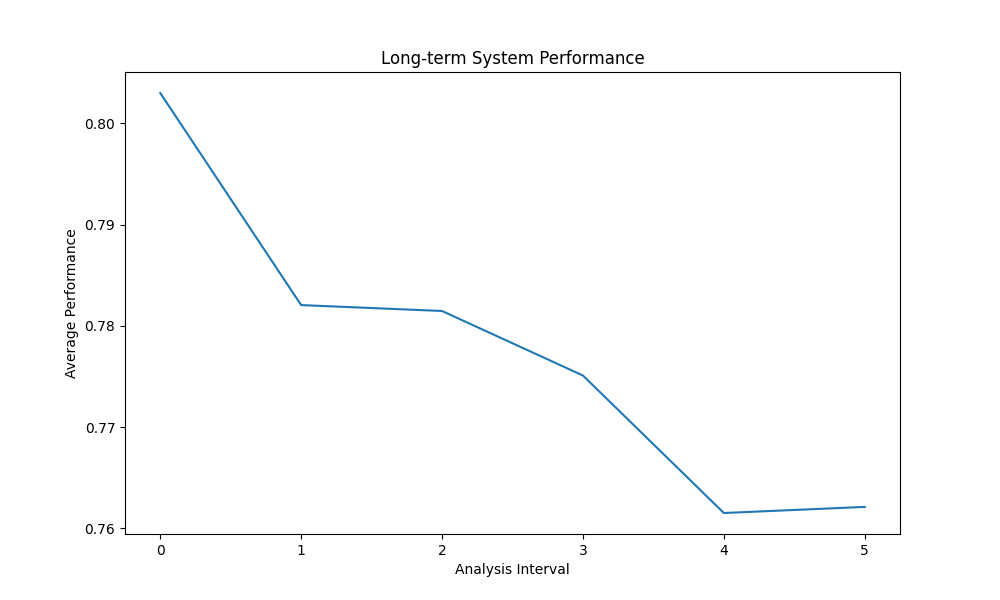 Long-term System Performance
0.80
0.79
0.78
0.77
0.76
Average Performance
0 1 2 3 4 5
Analysis Interval